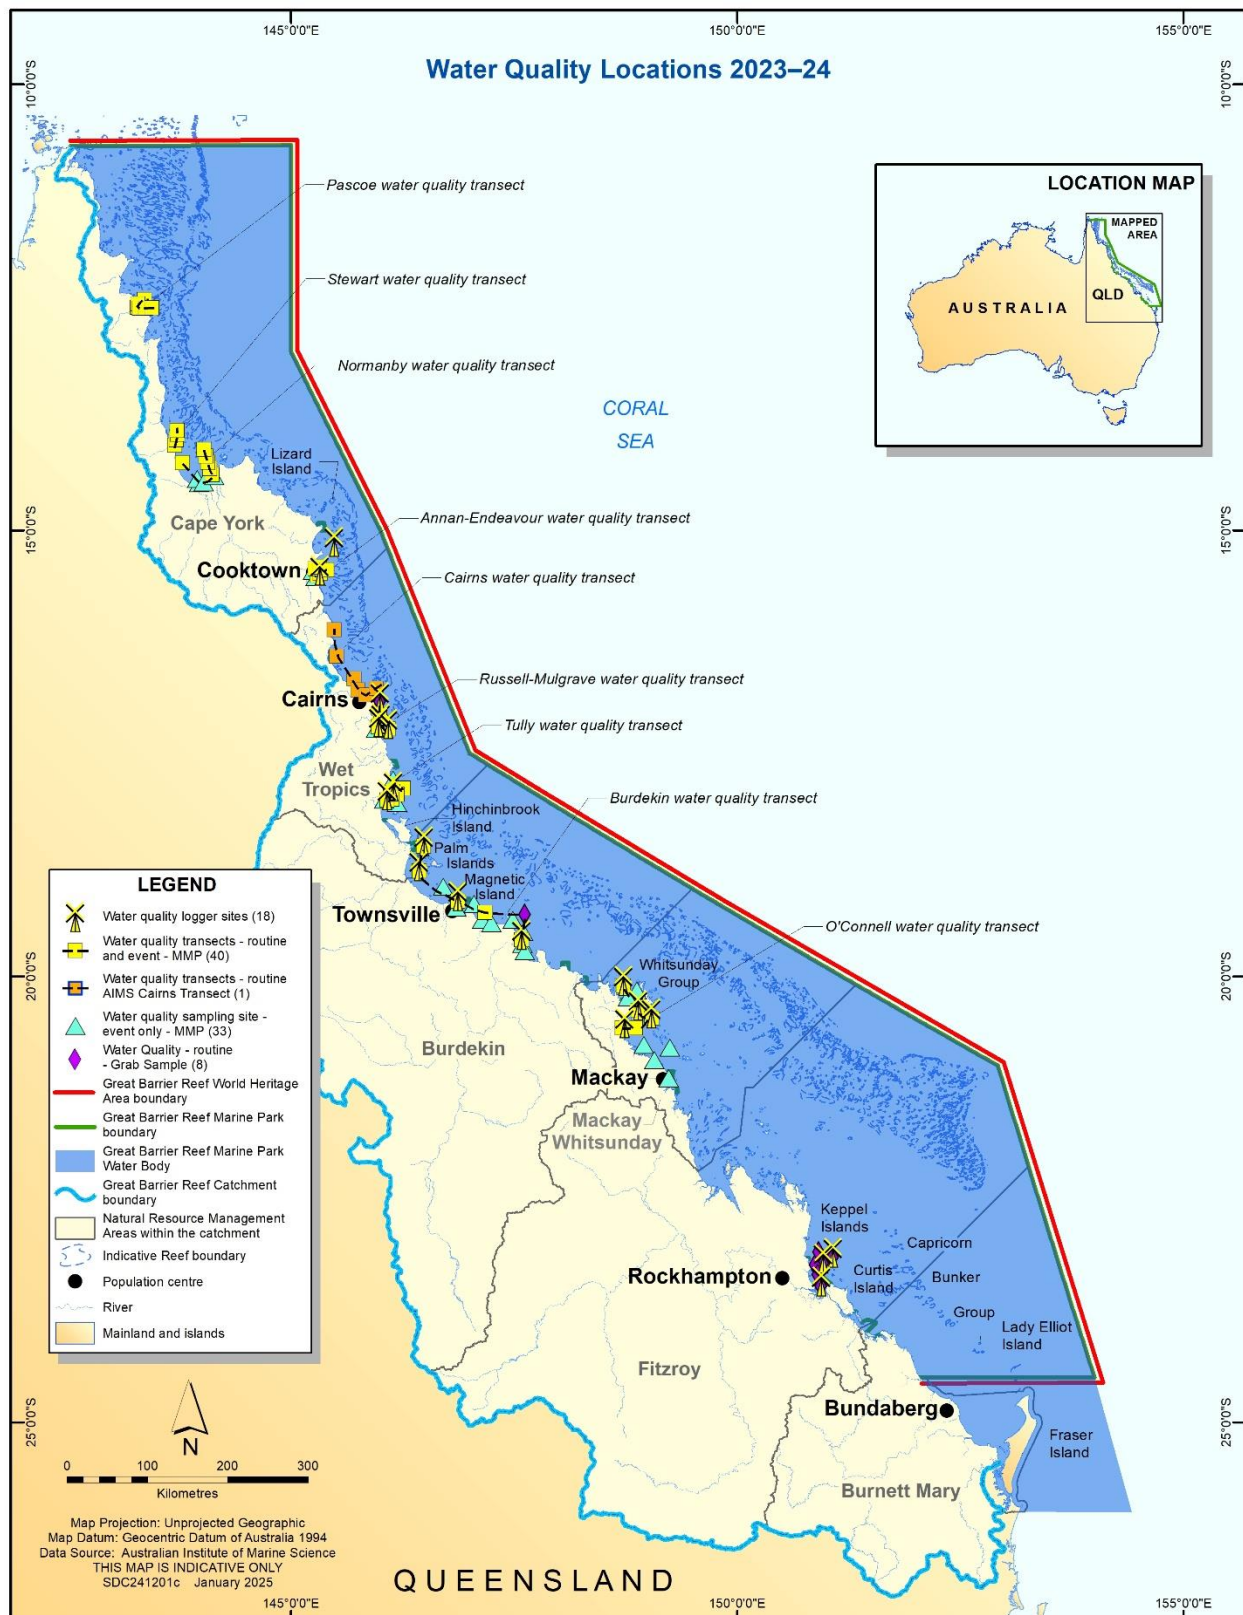 145°0'0"E
150°0'0"E
155°0'0"E
Water Quality Locations 2023–24
10°0'0"S
10°0'0"S
Pascoe water quality transect
Stewart water quality transect
Normanby water quality transect
LOCATION MAP
MAPPED
AREA
QLD
AUSTRALIA
CORAL
SEA
Lizard
Island
Cape York
15°0'0"S
15°0'0"S
Annan-Endeavour water quality transect
Cooktown
Cairns water quality transect
Russell-Mulgrave water quality transect
Cairns
Tully water quality transect
Wet
Tropics
Burdekin water quality transect
Hinchinbrook
Island
Palm
Islands
Magnetic
Island
Townsville
O'Connell water quality transect
Whitsunday
Group
20°0'0"S
20°0'0"S
Burdekin
Mackay
Mackay
Whitsunday
Keppel
Islands
Capricorn
Rockhampton
Curtis
Island
Bunker
Group
Lady Elliot
Island
Fitzroy
Bundaberg
25°0'0"S
25°0'0"S
Fraser
Island
Burnett Mary
LEGEND
Water quality logger sites (18)
Water quality transects - routine
and event - MMP (40)
Water quality transects - routine
AIMS Cairns Transect (1)
Water quality sampling site -
event only - MMP (33)
Water Quality - routine
- Grab Sample (8)
Great Barrier Reef World Heritage
Area boundary
Great Barrier Reef Marine Park
boundary
Great Barrier Reef Marine Park
Water Body
Great Barrier Reef Catchment
boundary
Natural Resource Management
Areas within the catchment
Indicative Reef boundary
Population centre
River
Mainland and islands
N
0 100 200 300
Kilometres
Map Projection: Unprojected Geographic
Map Datum: Geocentric Datum of Australia 1994
Data Source: Australian Institute of Marine Science
THIS MAP IS INDICATIVE ONLY
SDC241201c January 2025
QUEENSLAND
145°0'0"E
150°0'0"E
155°0'0"E